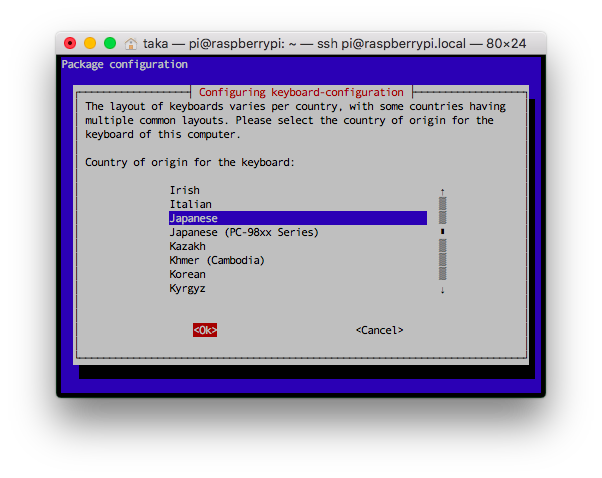 taka — pi@raspberrypi: ~ — ssh pi@raspberrypi.local — 80×24
Package configuration
Configuring keyboard-configuration
The layout of keyboards varies per country, with some countries having
multiple common layouts. Please select the country of origin for the
keyboard of this computer.
Country of origin for the keyboard:
Irish
Italian
Japanese
Japanese (PC-98xx Series)
Kazakh
Khmer (Cambodia)
Korean
Kyrgyz
<Ok> <Cancel>